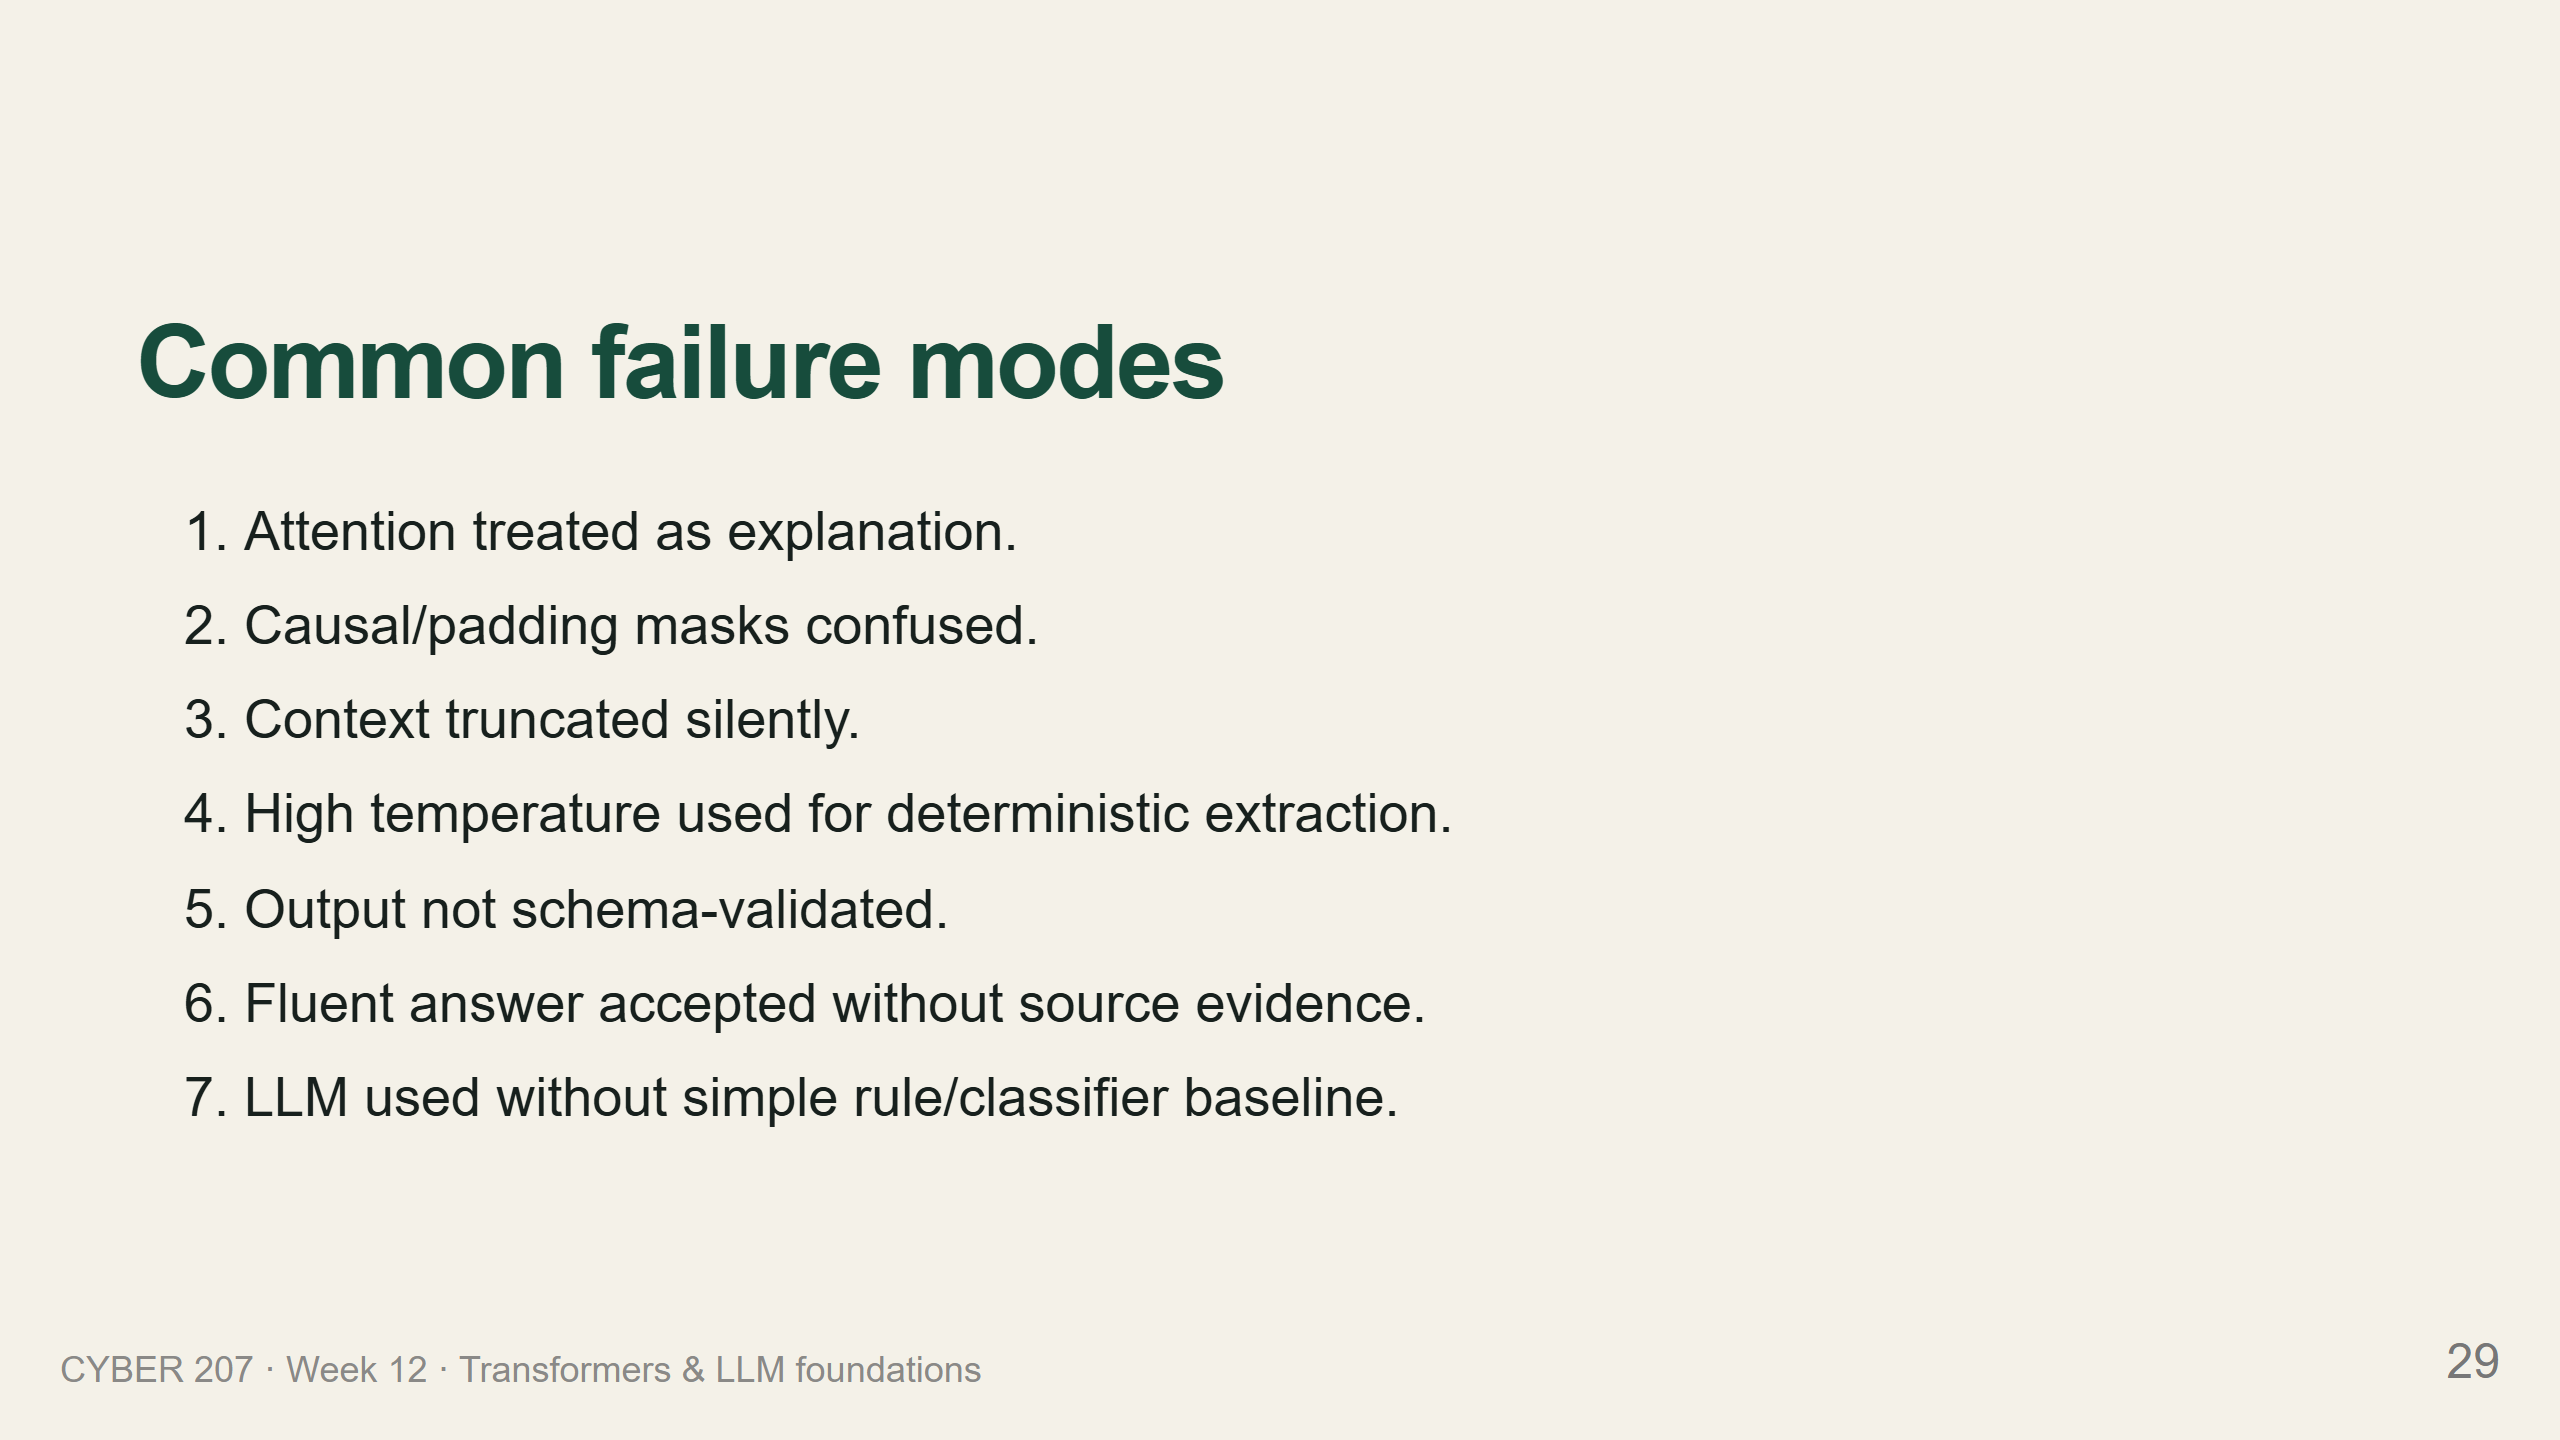 Common failure modes
1. Attention treated as explanation.
2. Causal/padding masks confused.
3. Context truncated silently.
4. High temperature used for deterministic extraction.
5. Output not schema-validated.
6. Fluent answer accepted without source evidence.
7. LLM used without simple rule/classifier baseline.
CYBER 207 · Week 12 · Transformers & LLM foundations
29